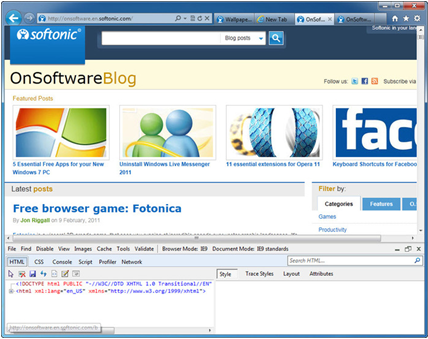 http://onsoftware.en.softonic.com/
Wallpape...
New Tab
OnSof...
OnSoftw...
Softonic in your lan
softonic
Blog posts
OnSoftwareBlog
Follow us:
Subscribe via
Featured Posts
face
5 Essential Free Apps for your New Windows 7 PC
Uninstall Windows Live Messenger 2011
11 essential extensions for Opera 11
Keyboard Shortcuts for Facebook
Latest posts
Filter by:
Free browser game: Fotonica
Categories
Features
O..
By Jon Riggall on 9 February, 2011
Games
Productivity
File Find Disable View Images Cache Tools Validate Browser Mode: IE9 Document Mode: IE9 standards
HTML CSS Console Script Profiler Network
Search HTML...
Style Trace Styles Layout Attributes
<!DOCTYPE html PUBLIC "-//W3C//DTD XHTML 1.0 Transitional//EN"
<html xml:lang="en_US" xmlns="http://www.w3.org/1999/xhtml">